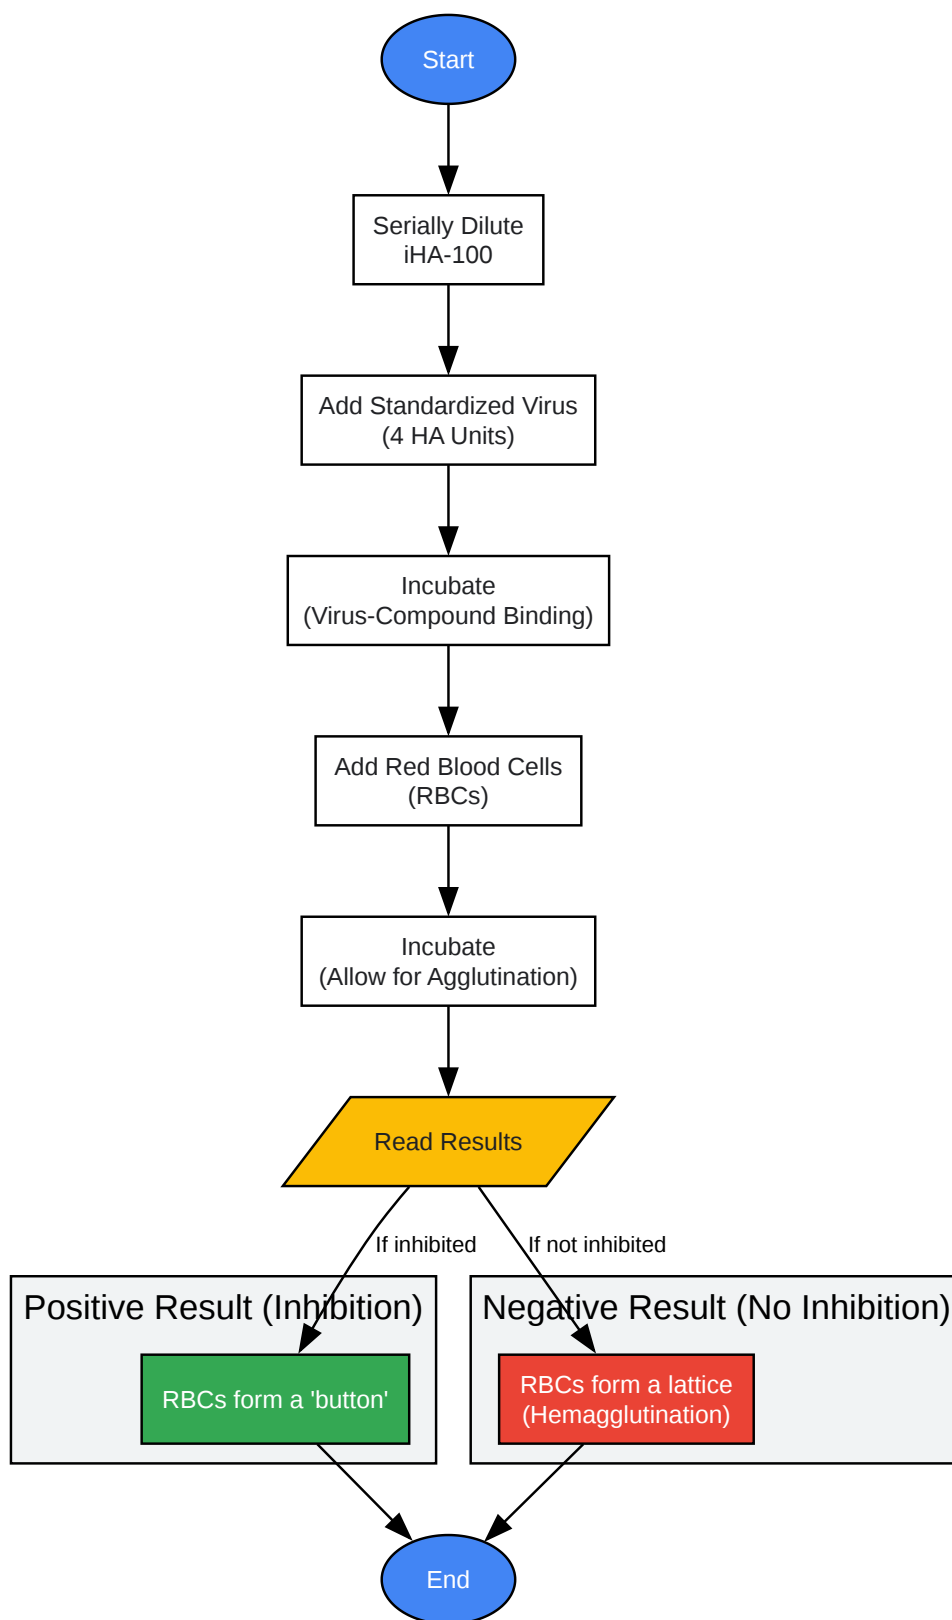 Start
Serially Dilute
iHA-100
Add Standardized Virus
(4 HA Units)
Incubate
(Virus-Compound Binding)
Add Red Blood Cells
(RBCs)
Incubate
(Allow for Agglutination)
Read Results
If inhibited
If not inhibited
Positive Result (Inhibition)
Negative Result (No Inhibition)
RBCs form a 'button'
RBCs form a lattice
(Hemagglutination)
End